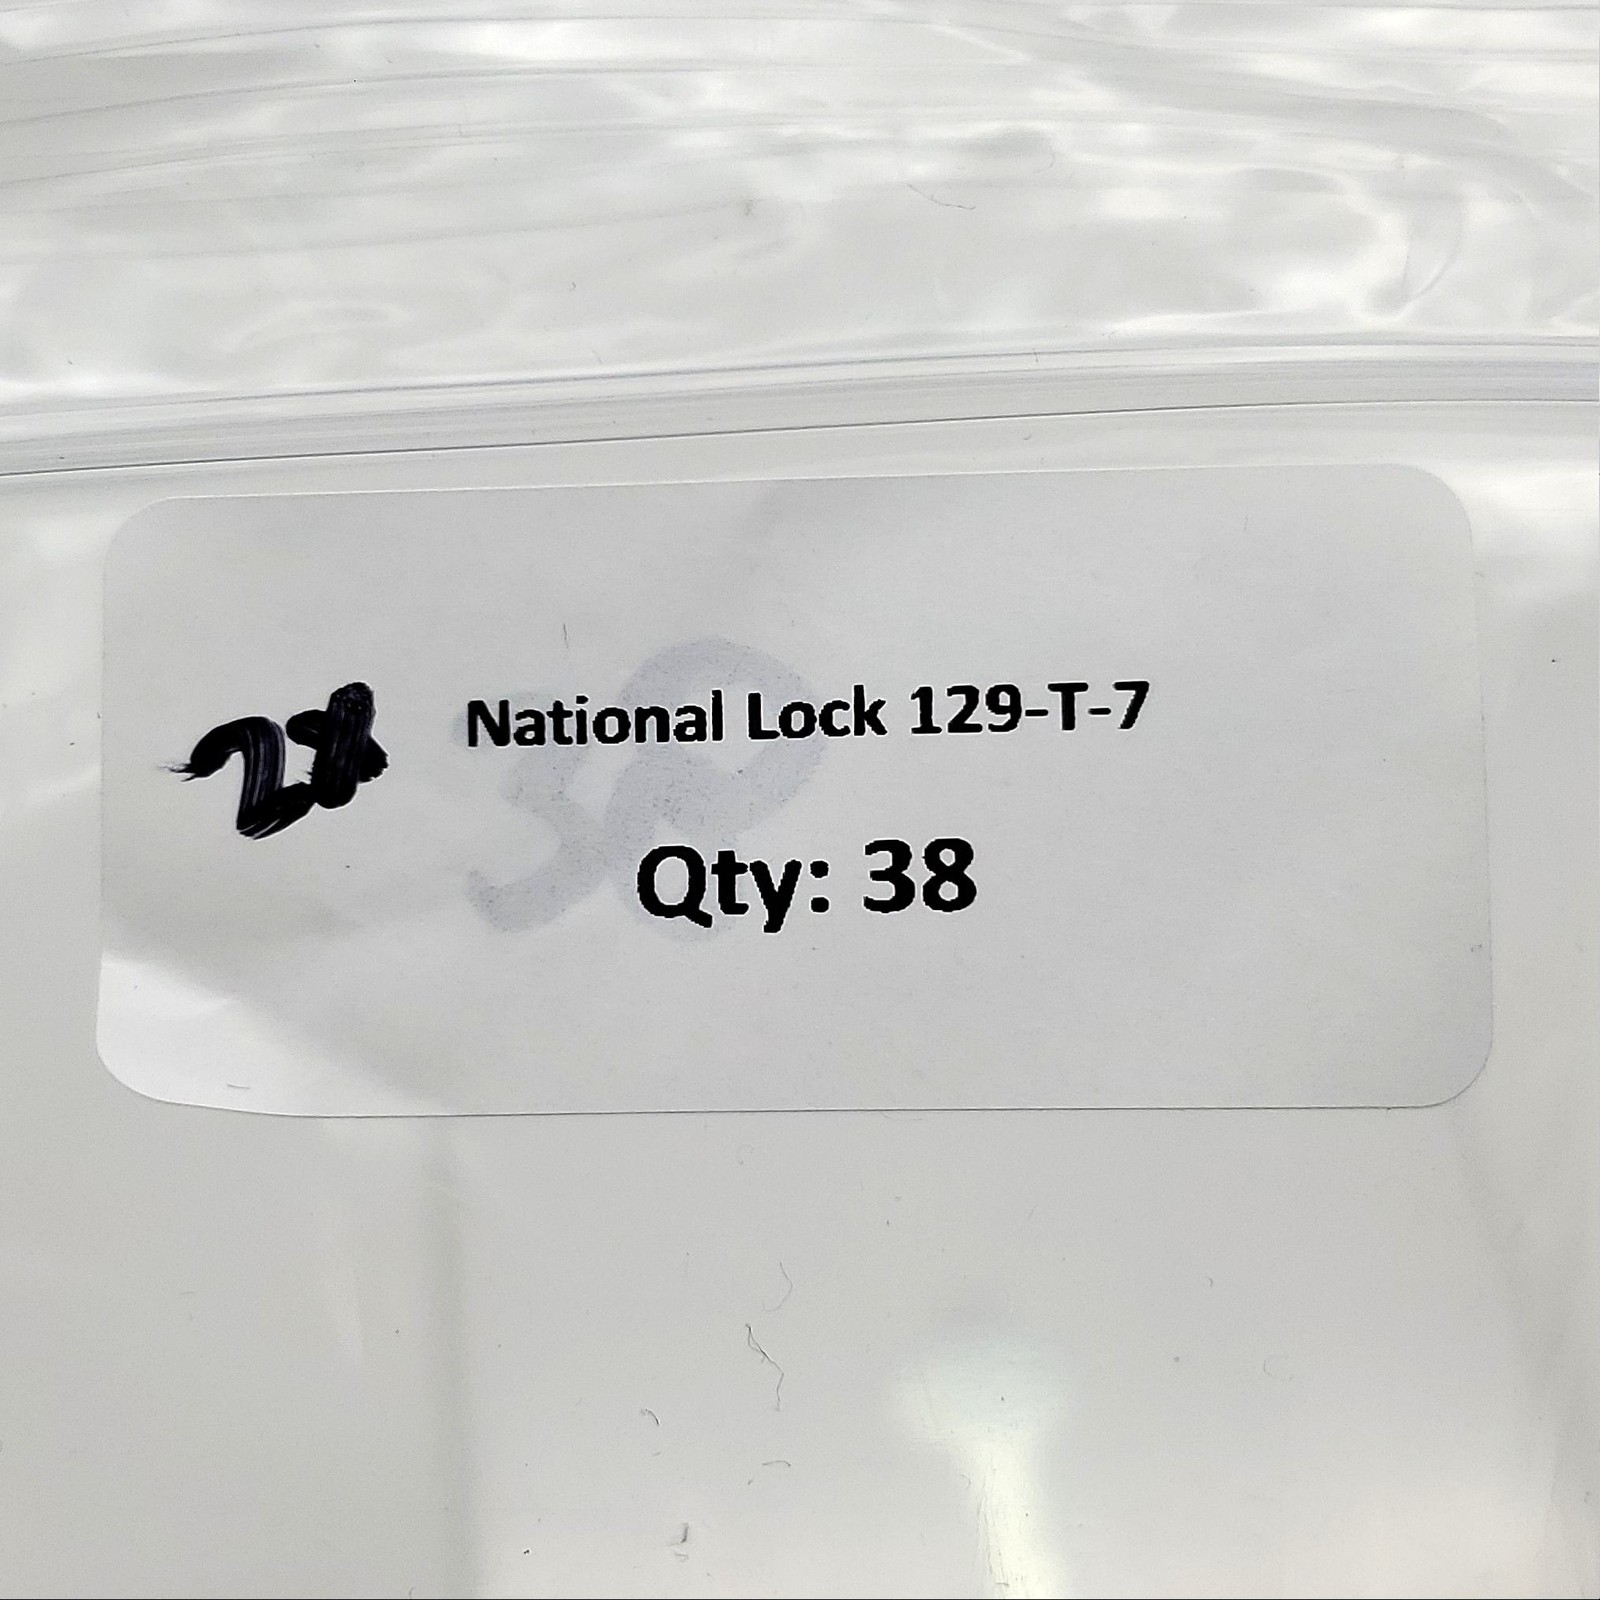 National Lock 129-T-7
Qty: 38